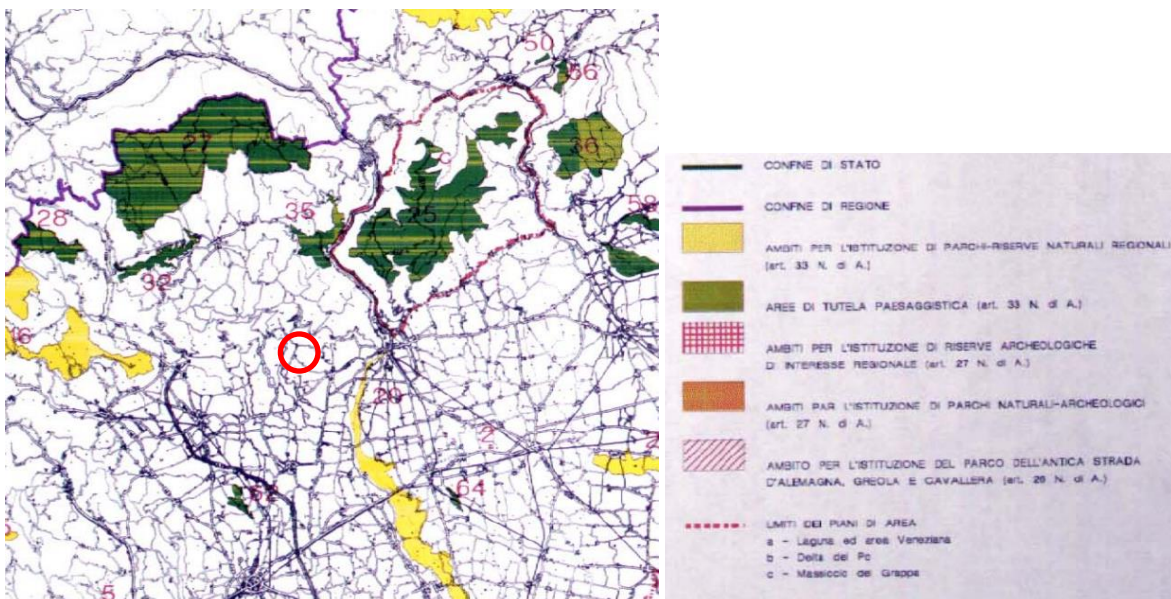 50
56
27
9
36
25
35
28
58
32
6
20
2
2
64
5
CONFINE DI STATO
CONFINE DI REGIONE
AMBITI PER L'ISTITUZIONE DI PARCHI-RISERVE NATURALI REGIONALI
(art. 33 N. di A.)
AREE DI TUTELA PAESAGGISTICA (art. 33 N. di A.)
AMBITI PER L'ISTITUZIONE DI RISERVE ARCHEOLOGICHE
DI INTERESSE REGIONALE (art. 27 N. di A.)
AMBITI PAR L'ISTITUZIONE DI PARCHI NATURALI-ARCHEOLOGICI
(art. 27 N. di A.)
AMBITO PER L'ISTITUZIONE DEL PARCO DELL'ANTICA STRADA
D'ALEMAGNA, GREOLA E CAVALLERA (art. 28 N. di A.)
LIMITI DEI PIANI DI AREA
a - Laguna ed area Veneziana
b - Delta del Po
c - Massiccio del Grappa